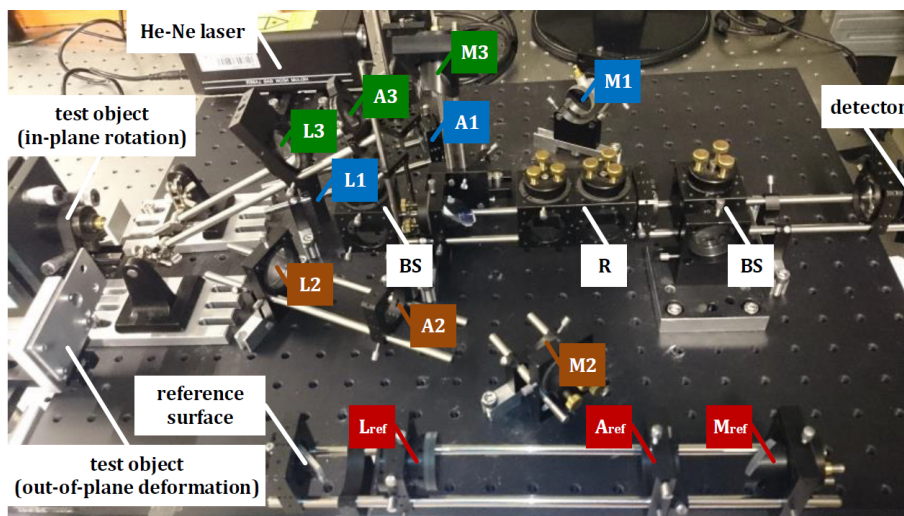 He-Ne laser
M3
M1
A3
test object
(in-plane rotation)
detector
A1
L3
L1
BS
R
BS
L2
A2
M2
reference
surface
Lref
Aref
Mref
test object
(out-of-plane deformation)